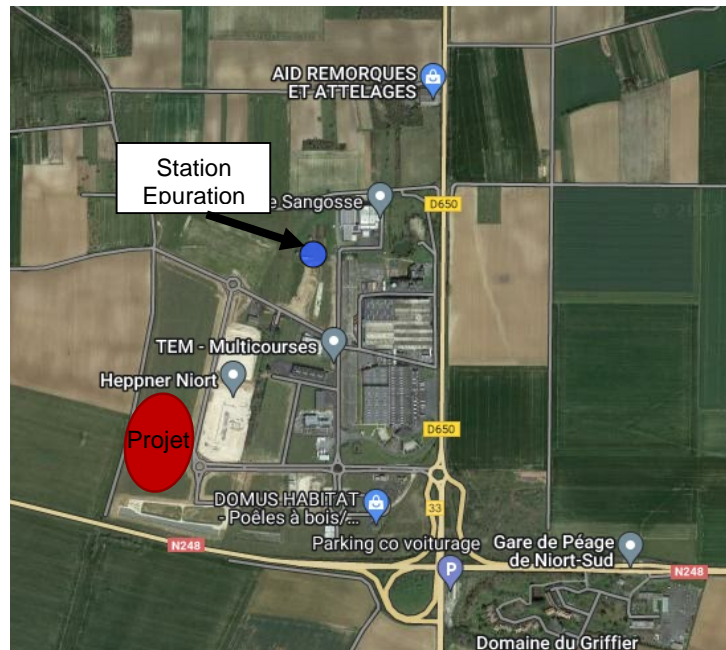 AID REMORQUES
ET ATTELAGES
Station
Epuration
Sangosse
D650
TEM - Multicourses
Heppner Niort
Projet
D650
DOMUS HABITAT
- Poêles à bois/...
33
Parking co voiturage
Gare de Péage
de Niort-Sud
N248
N248
P
Domaine du Griffier